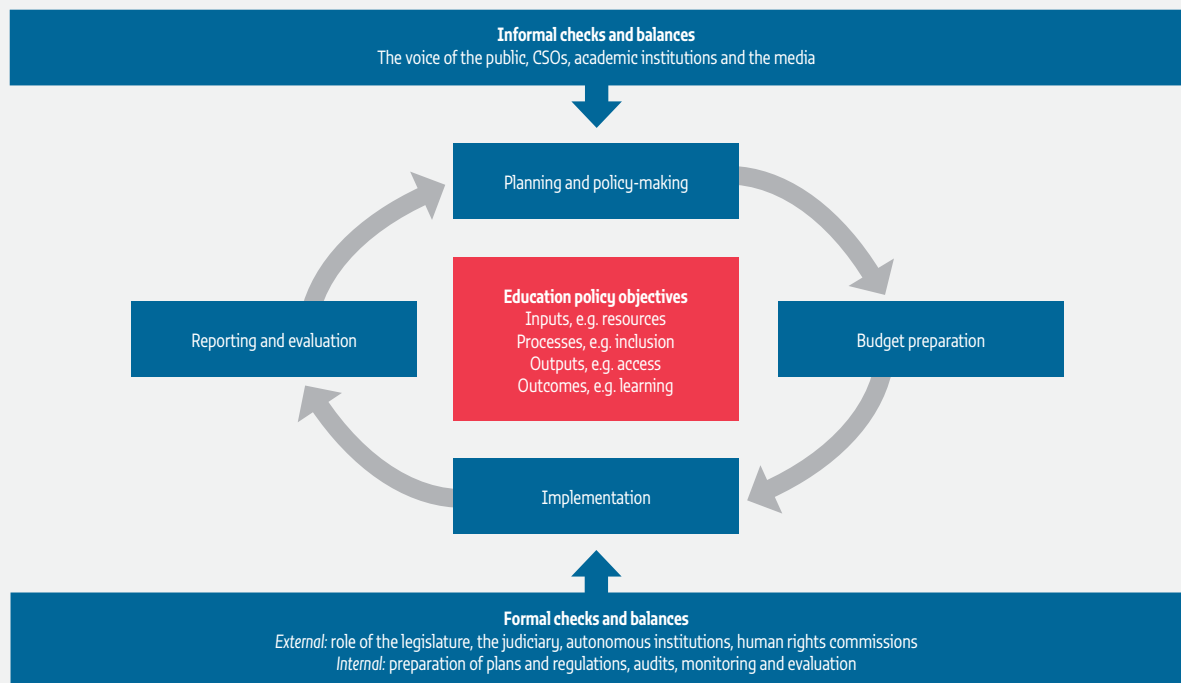 Informal checks and balances
The voice of the public, CSOs, academic institutions and the media
Planning and policy-making
Education policy objectives
Inputs, e.g. resources
Processes, e.g. inclusion
Outputs, e.g. access
Outcomes, e.g. learning
Reporting and evaluation
Budget preparation
Implementation
Formal checks and balances
External: role of the legislature, the judiciary, autonomous institutions, human rights commissions
Internal: preparation of plans and regulations, audits, monitoring and evaluation